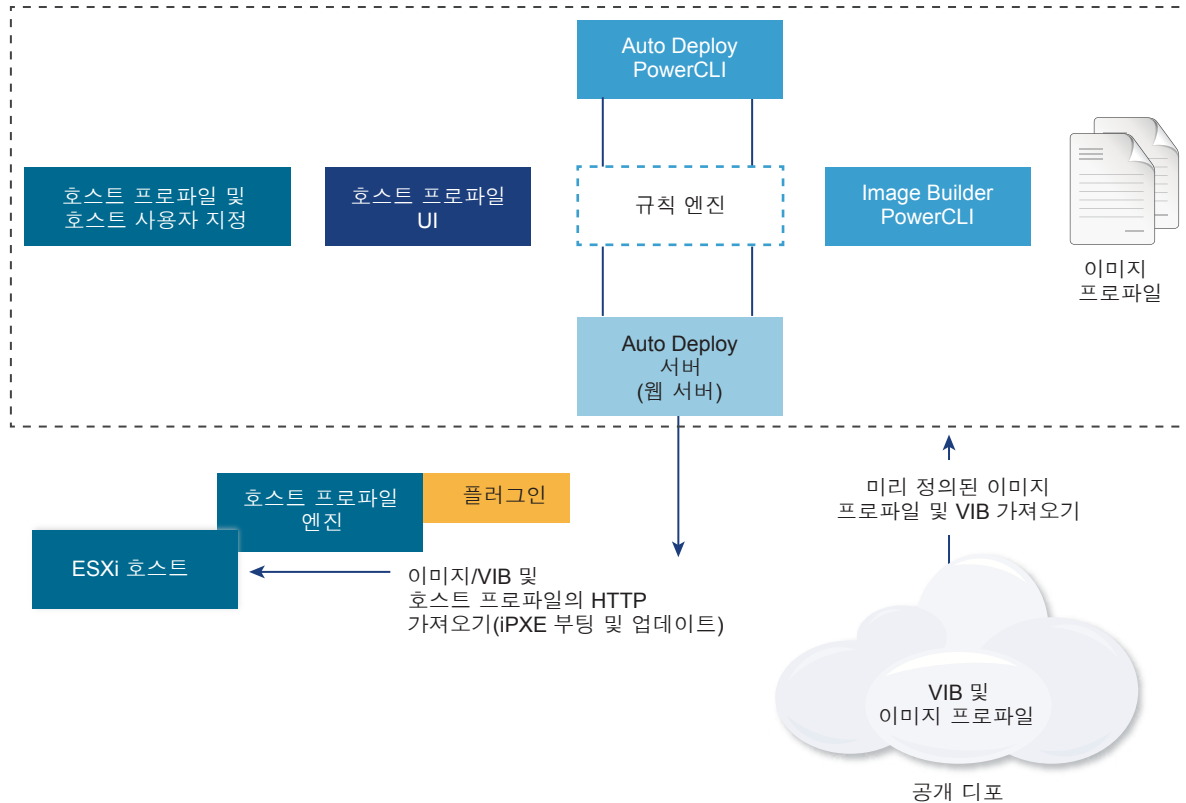 Auto Deploy
PowerCLI
호스트 프로파일 및
호스트 사용자 지정
호스트 프로파일
UI
규칙 엔진
Image Builder
PowerCLI
이미지
프로파일
Auto Deploy
서버
(웹 서버)
호스트 프로파일
엔진
플러그인
ESXi 호스트
이미지/VIB 및
호스트 프로파일의 HTTP
가져오기(iPXE 부팅 및 업데이트)
미리 정의된 이미지
프로파일 및 VIB 가져오기
VIB 및
이미지 프로파일
공개 디포